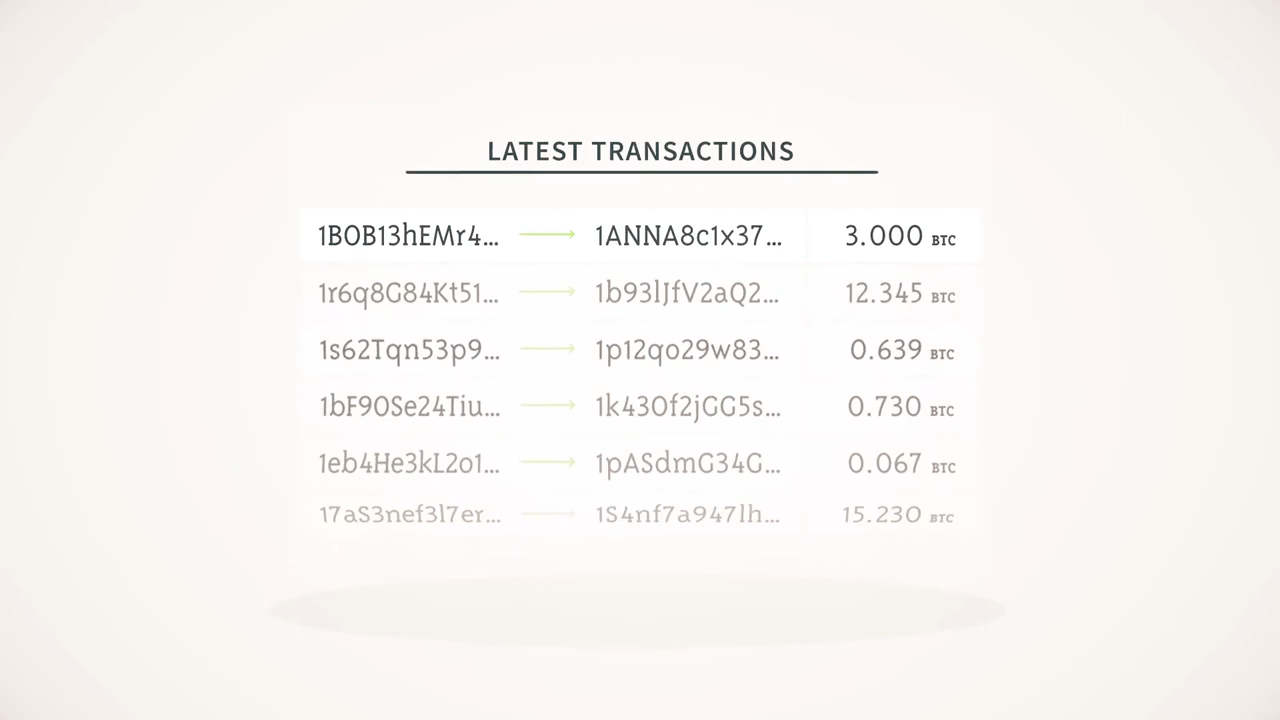 LATEST TRANSACTIONS
1BOB13hEMr4... 1ANNA8c1x37... 3.000 BTC
1r6q8G84Kt51... 1b93lJfV2aQ2... 12.345 BTC
1s62Tqn53p9... 1p12qo29w83... 0.639 BTC
1bF90Se24Tiu... 1k430f2jGG5s... 0.730 BTC
1eb4He3kL2o1... 1pASdmG34G... 0.067 BTC
17aS3nef3l7er... 1S4nf7a947lh... 15.230 BTC